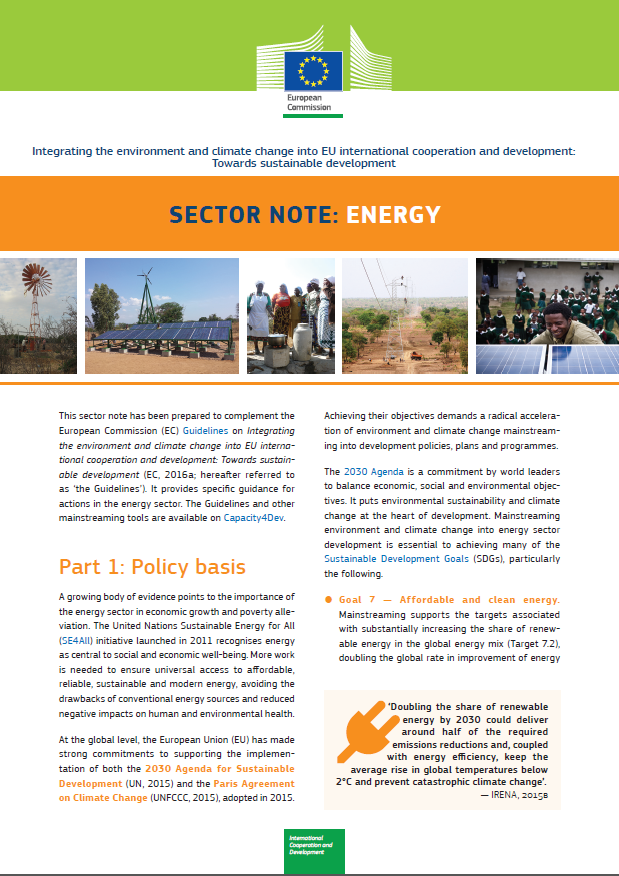 European
Commission
Integrating the environment and climate change into EU international cooperation and development:
Towards sustainable development
SECTOR NOTE: ENERGY
This sector note has been prepared to complement the
European Commission (EC) Guidelines on Integrating
the environment and climate change into EU interna-
tional cooperation and development: Towards sustain-
able development (EC, 2016a; hereafter referred to
as ‘the Guidelines’). It provides specific guidance for
actions in the energy sector. The Guidelines and other
mainstreaming tools are available on Capacity4Dev.
Part 1: Policy basis
A growing body of evidence points to the importance of
the energy sector in economic growth and poverty alle-
viation. The United Nations Sustainable Energy for All
(SE4All) initiative launched in 2011 recognises energy
as central to social and economic well-being. More work
is needed to ensure universal access to affordable,
reliable, sustainable and modern energy, avoiding the
drawbacks of conventional energy sources and reduced
negative impacts on human and environmental health.
At the global level, the European Union (EU) has made
strong commitments to supporting the implemen-
tation of both the 2030 Agenda for Sustainable
Development (UN, 2015) and the Paris Agreement
on Climate Change (UNFCCC, 2015), adopted in 2015.
Achieving their objectives demands a radical accelera-
tion of environment and climate change mainstream-
ing into development policies, plans and programmes.
The 2030 Agenda is a commitment by world leaders
to balance economic, social and environmental objec-
tives. It puts environmental sustainability and climate
change at the heart of development. Mainstreaming
environment and climate change into energy sector
development is essential to achieving many of the
Sustainable Development Goals (SDGs), particularly
the following.
● Goal 7 — Affordable and clean energy.
Mainstreaming supports the targets associated
with substantially increasing the share of renew-
able energy in the global energy mix (Target 7.2),
doubling the global rate in improvement of energy
‘Doubling the share of renewable
energy by 2030 could deliver
around half of the required
emissions reductions and, coupled
with energy efficiency, keep the
average rise in global temperatures below
2°C and prevent catastrophic climate change’.
— IRENA, 2015B
International
Cooperation and
Development